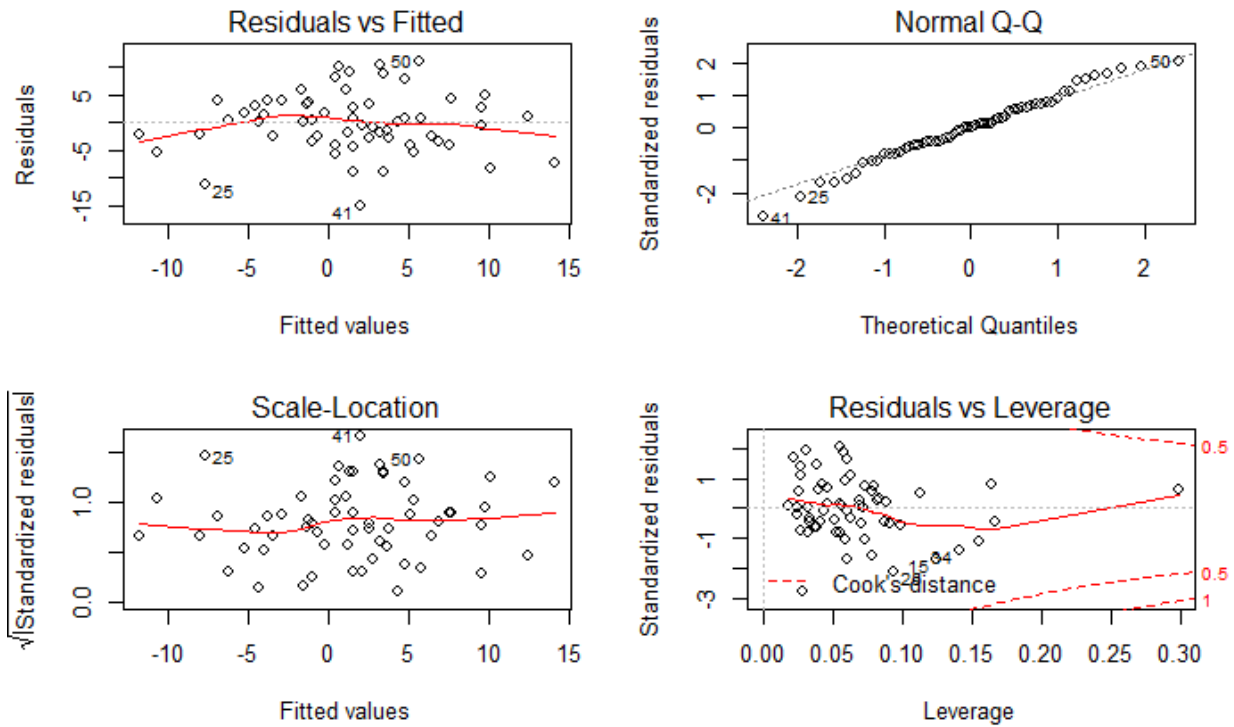 Residuals vs Fitted
Residuals
5
-5
-15
50
25
41
-10 -5 0 5 10 15
Fitted values
Normal Q-Q
Standardized residuals
2
1
0
-2
50
25
41
-2 -1 0 1 2
Theoretical Quantiles
Scale-Location
√|Standardized residuals|
1.0
0.0
41
25
50
-10 -5 0 5 10 15
Fitted values
Residuals vs Leverage
Standardized residuals
1
-1
-3
0.5
0.5
1
15
Cook's distance
0.00 0.05 0.10 0.15 0.20 0.25 0.30
Leverage